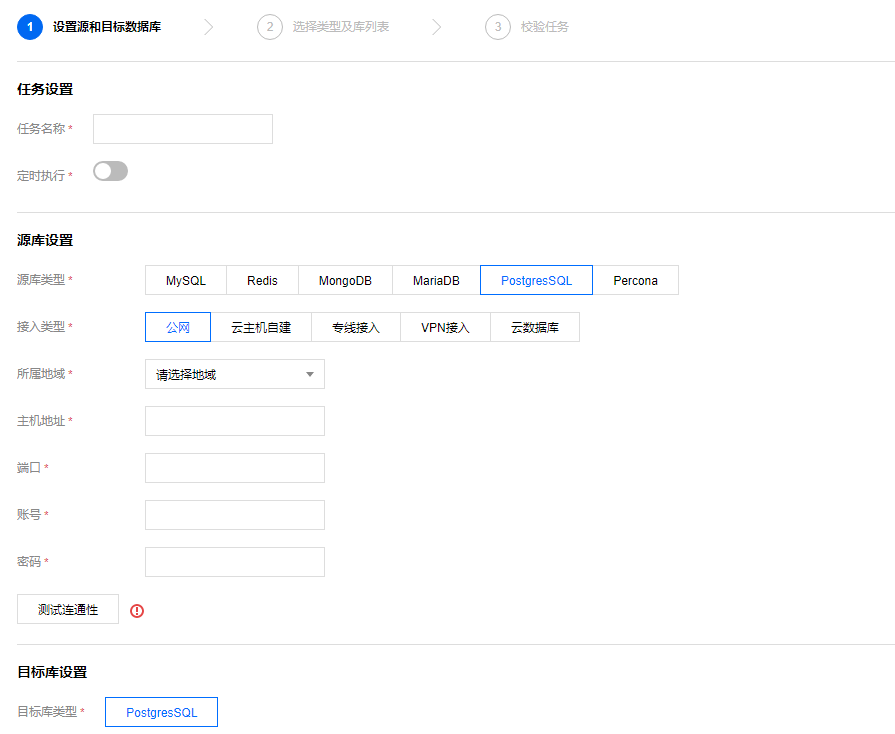 1 设置源和目标数据库 2 选择类型及库列表 3 校验任务
任务设置
任务名称 *
定时执行 *
源库设置
源库类型 * MySQL Redis MongoDB MariaDB PostgresSQL Percona
接入类型 * 公网 云主机自建 专线接入 VPN接入 云数据库
所属地域 * 请选择地域
主机地址 *
端口 *
账号 *
密码 *
测试连通性
目标库设置
目标库类型 * PostgresSQL